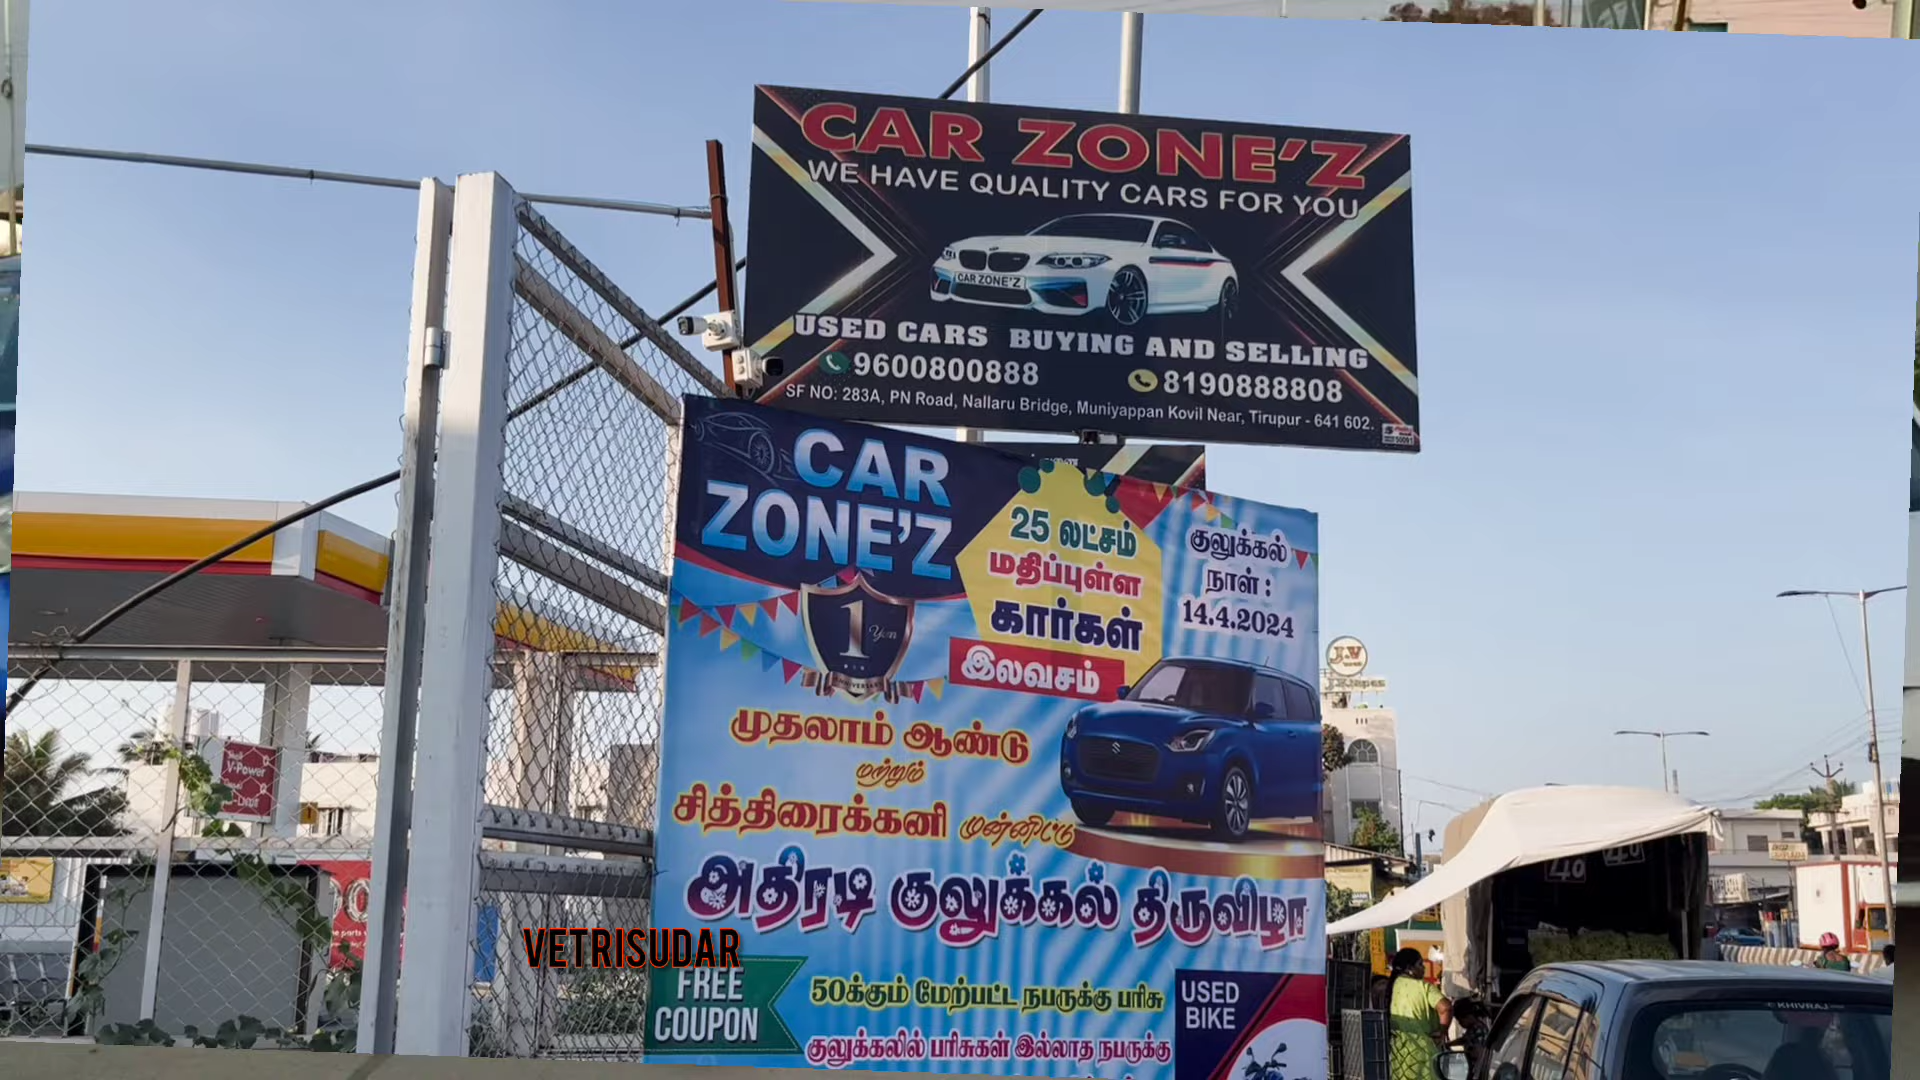 CAR ZONE'Z
WE HAVE QUALITY CARS FOR YOU
CAR ZONE'Z
USED CARS BUYING AND SELLING
9600800888 8190888808
SF NO: 283A, PN Road, Nallaru Bridge, Muniyappan Kovil Near, Tirupur - 641 602.
CAR
ZONE'Z
25 லட்சம்
மதிப்புள்ள
கார்கள்
இலவசம்
குலுக்கல்
நாள் :
14.4.2024
1
Year
ANNIVERSARY
முதலாம் ஆண்டு
மற்றும்
சித்திரைக்கனி முன்னிட்டு
அதிரடி குலுக்கல் திருவிழா
VETRISUDAR
FREE
COUPON
50க்கும் மேற்பட்ட நபருக்கு பரிசு
குலுக்கலில் பரிசுகள் இல்லாத நபருக்கு
USED
BIKE
J.V
V-Power